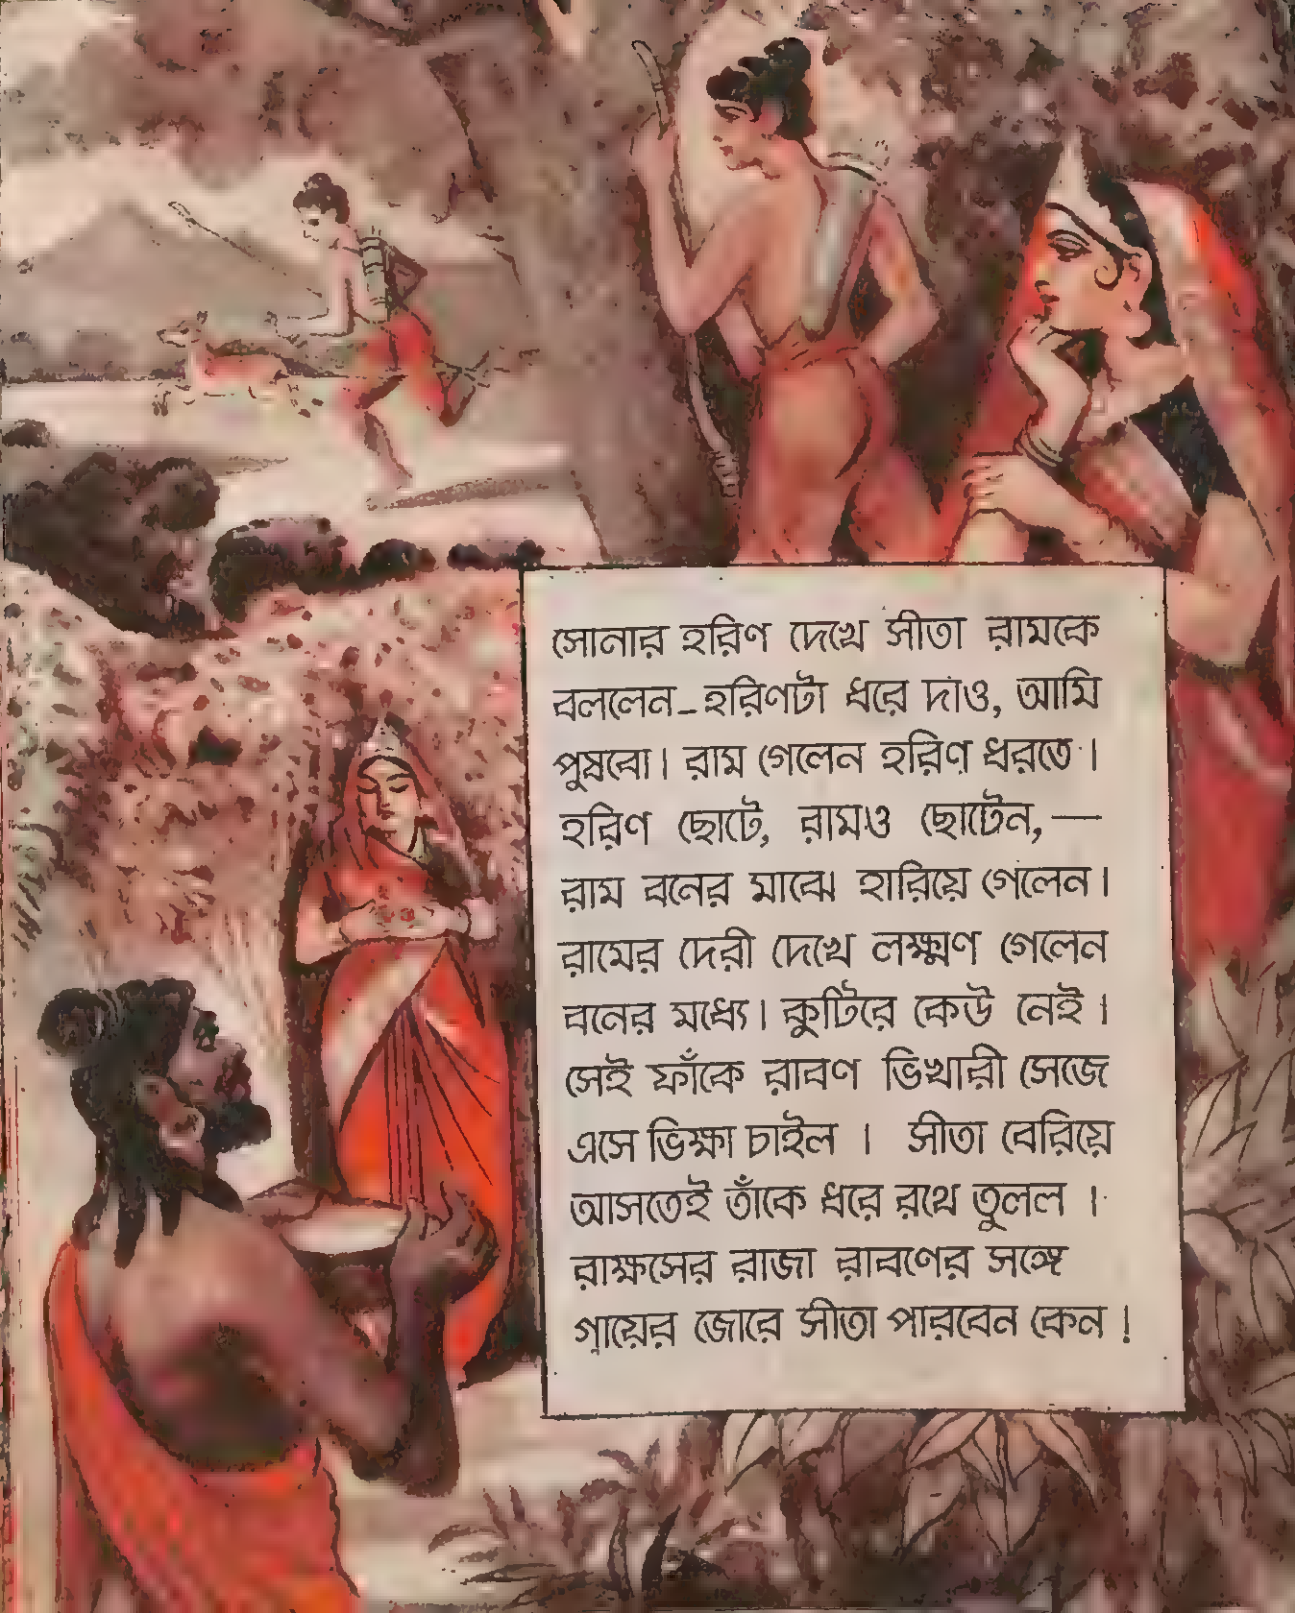 সোনার হরিণ দেখে সীতা রামকে
বললেন–হরিণটা ধরে দাও, আমি
পুষবো। রাম গেলেন হরিণ ধরতে।
হরিণ ছোটে, রামও ছোটেন,—
রাম বনের মাঝে হারিয়ে গেলেন।
রামের দেরী দেখে লক্ষ্মণ গেলেন
বনের মধ্যে। কুটিরে কেউ নেই।
সেই ফাঁকে রাবণ ভিখারী সেজে
এসে ভিক্ষা চাইল। সীতা বেরিয়ে
আসতেই তাঁকে ধরে রথে তুলল।
রাক্ষসের রাজা রাবণের সঙ্গে
গায়ের জোরে সীতা পারবেন কেন!